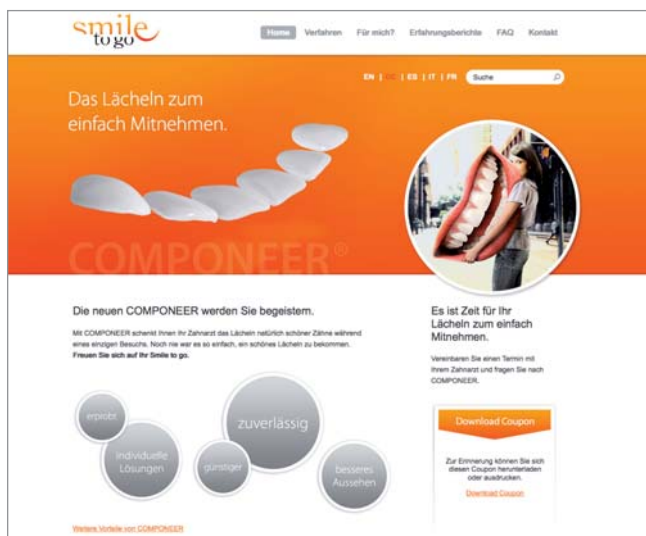 smile
to go
Home Verfahren Für mich? Erfahrungsberichte FAQ Kontakt
EN | DE | ES | IT | FR Suche
Das Lächeln zum
einfach Mitnehmen.
COMPONEER®
Die neuen COMPONEER werden Sie begeistern.
Mit COMPONEER schenkt Ihnen Ihr Zahnarzt das Lächeln natürlich schöner Zähne während
eines einzigen Besuchs. Noch nie war es so einfach, ein schönes Lächeln zu bekommen.
Freuen Sie sich auf Ihr Smile to go.
erprobt
individuelle
Lösungen
günstiger
zuverlässig
besseres
Aussehen
Weitere Vorteile von COMPONEER
Es ist Zeit für Ihr
Lächeln zum einfach
Mitnehmen.
Vereinbaren Sie einen Termin mit
Ihrem Zahnarzt und fragen Sie nach
COMPONEER.
Download Coupon
Zur Erinnerung können Sie sich
diesen Coupon herunterladen
oder ausdrucken.
Download Coupon